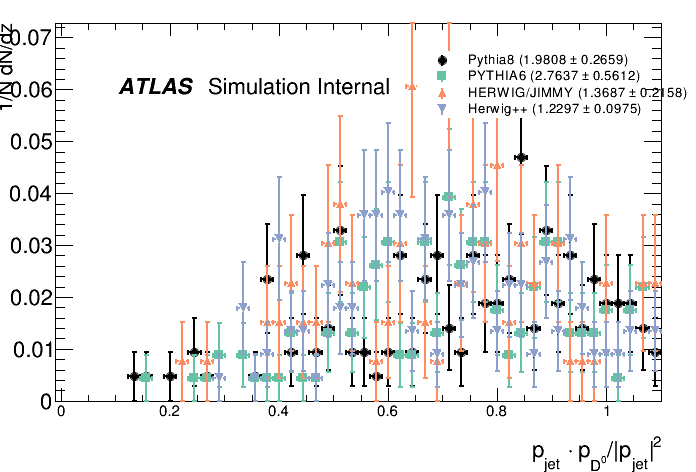 1/N dN/dz
0.07
0.06
0.05
0.04
0.03
0.02
0.01
0
ATLAS Simulation Internal
Pythia8 (1.9808 ± 0.2659)
PYTHIA6 (2.7637 ± 0.5612)
HERWIG/JIMMY (1.3687 ± 0.2158)
Herwig++ (1.2297 ± 0.0975)
0 0.2 0.4 0.6 0.8 1
p_jet · p_D⁰/|p_jet|²